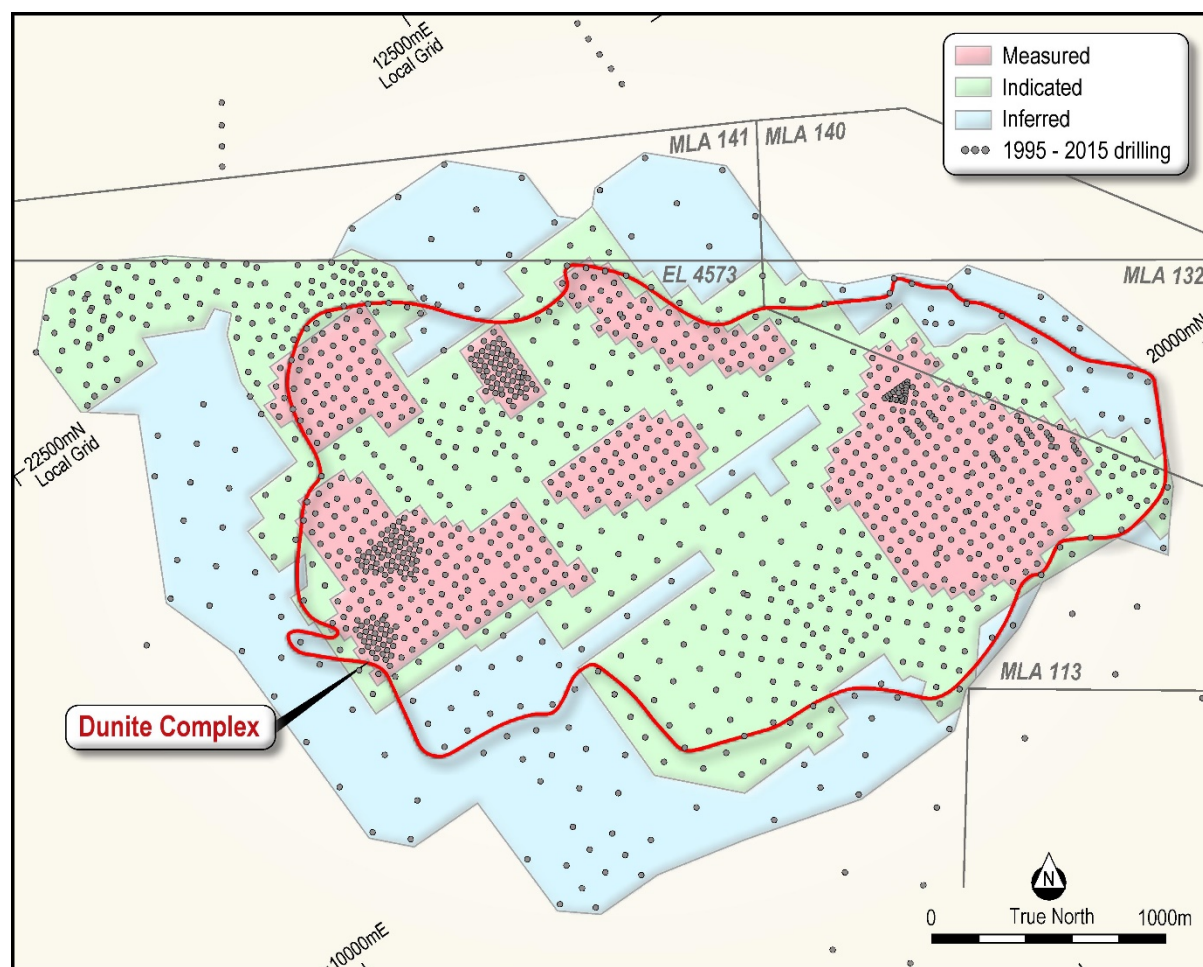 12500mE
Local Grid
Measured
Indicated
Inferred
1995 - 2015 drilling
MLA 141
MLA 140
EL 4573
MLA 132
20000mN
22500mN
Local Grid
MLA 113
Dunite Complex
N
True North
0
1000m
10000mE